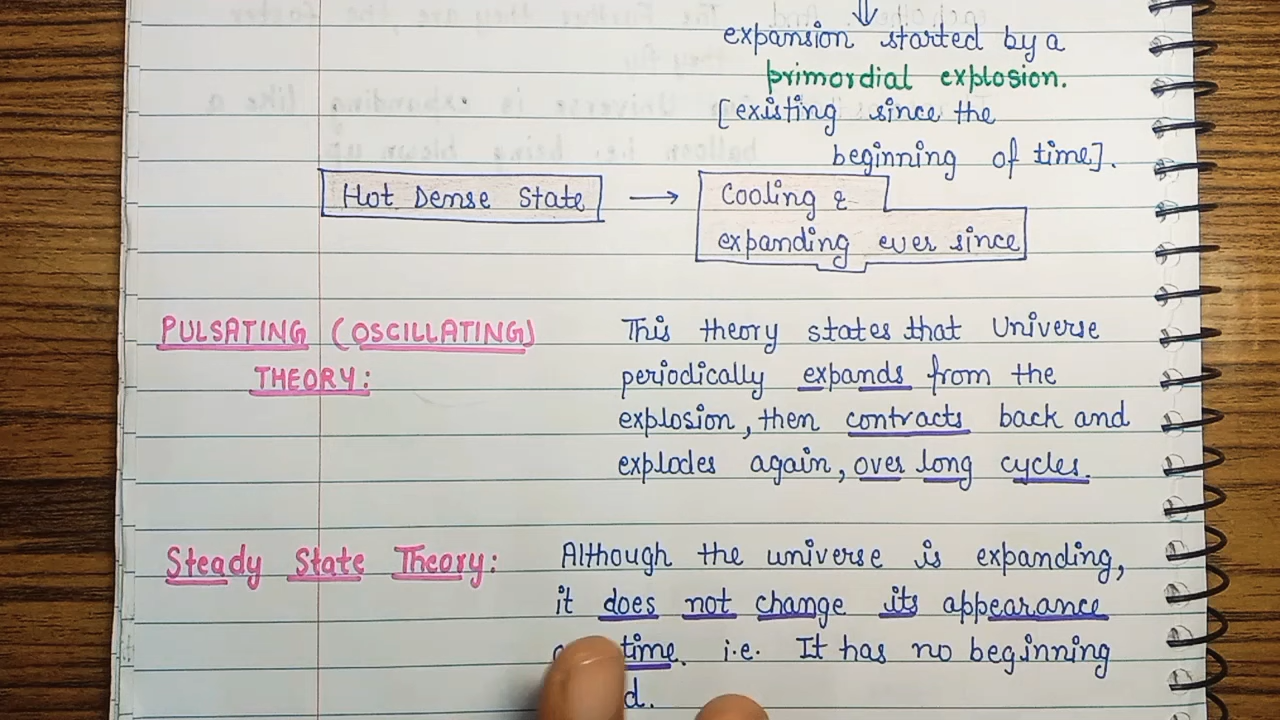 expansion started by a
primordial explosion.
[existing since the
beginning of time].
Hot Dense State → Cooling &
expanding ever since
PULSATING (OSCILLATING)
THEORY:
This theory states that Universe
periodically expands from the
explosion, then contracts back and
explodes again, over long cycles.
Steady State Theory:
Although the universe is expanding,
it does not change its appearance
time. i.e. It has no beginning